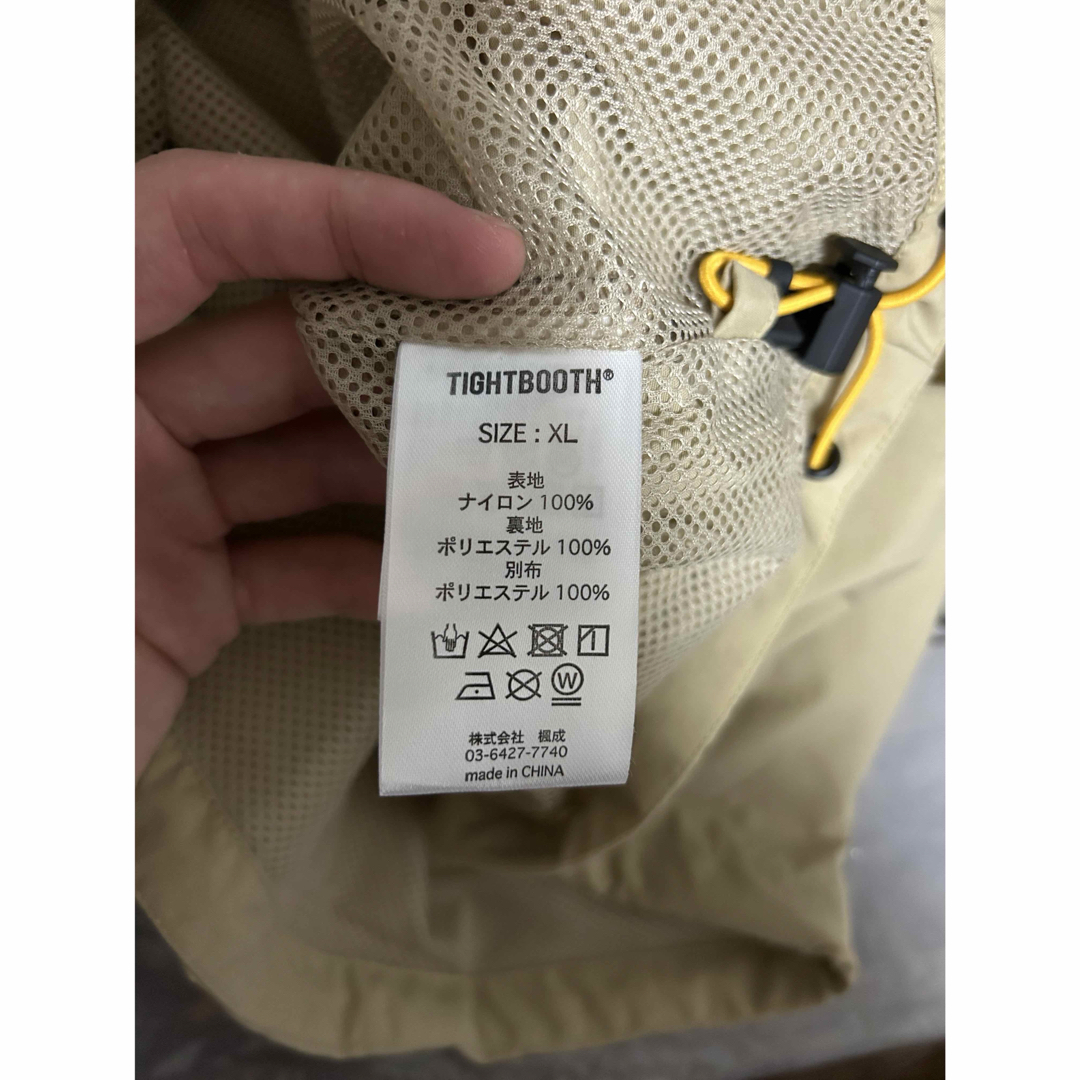 TIGHTBOOTH®
SIZE : XL
表地
ナイロン 100%
裏地
ポリエステル 100%
別布
ポリエステル 100%
W
株式会社 楓成
03-6427-7740
made in CHINA